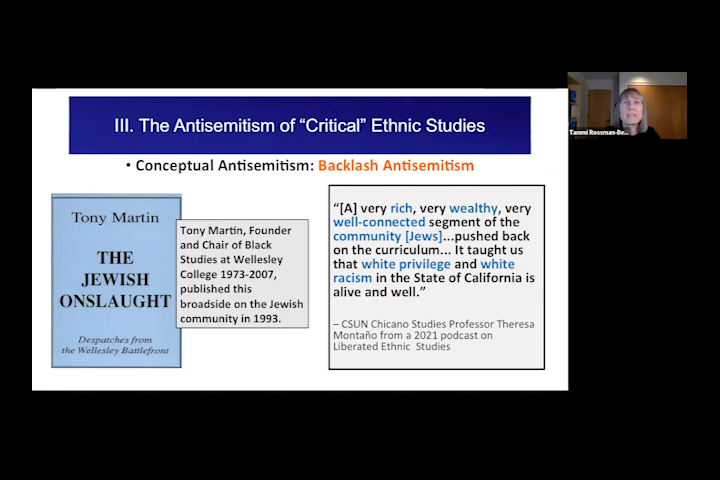 III. The Antisemitism of “Critical” Ethnic Studies
• Conceptual Antisemitism: Backlash Antisemitism
Tony Martin
THE
JEWISH
ONSLAUGHT
Despatches from
the Wellesley Battlefront
Tony Martin, Founder
and Chair of Black
Studies at Wellesley
College 1973-2007,
published this
broadside on the Jewish
community in 1993.
“[A] very rich, very wealthy, very
well-connected segment of the
community [Jews]...pushed back
on the curriculum... It taught us
that white privilege and white
racism in the State of California is
alive and well.”
– CSUN Chicano Studies Professor Theresa
Montaño from a 2021 podcast on
Liberated Ethnic Studies
Tammi Rossman-Be...